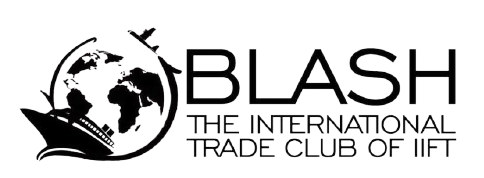 BLASH
THE INTERNATIONAL
TRADE CLUB OF IIFT